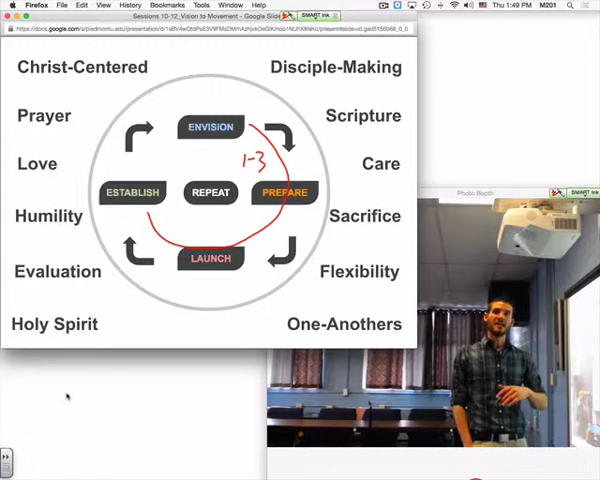 Firefox File Edit View History Bookmarks Tools Window Help
Thu 1:49 PM M201
Sessions 10-12_Vision to Movement - Google Slides
SMART Ink
Christ-Centered
Disciple-Making
Prayer
ENVISION
Scripture
1-3
Love
Care
ESTABLISH
REPEAT
PREPARE
Humility
Sacrifice
Photo Booth
SMART Ink
LAUNCH
Evaluation
Flexibility
Holy Spirit
One-Anothers